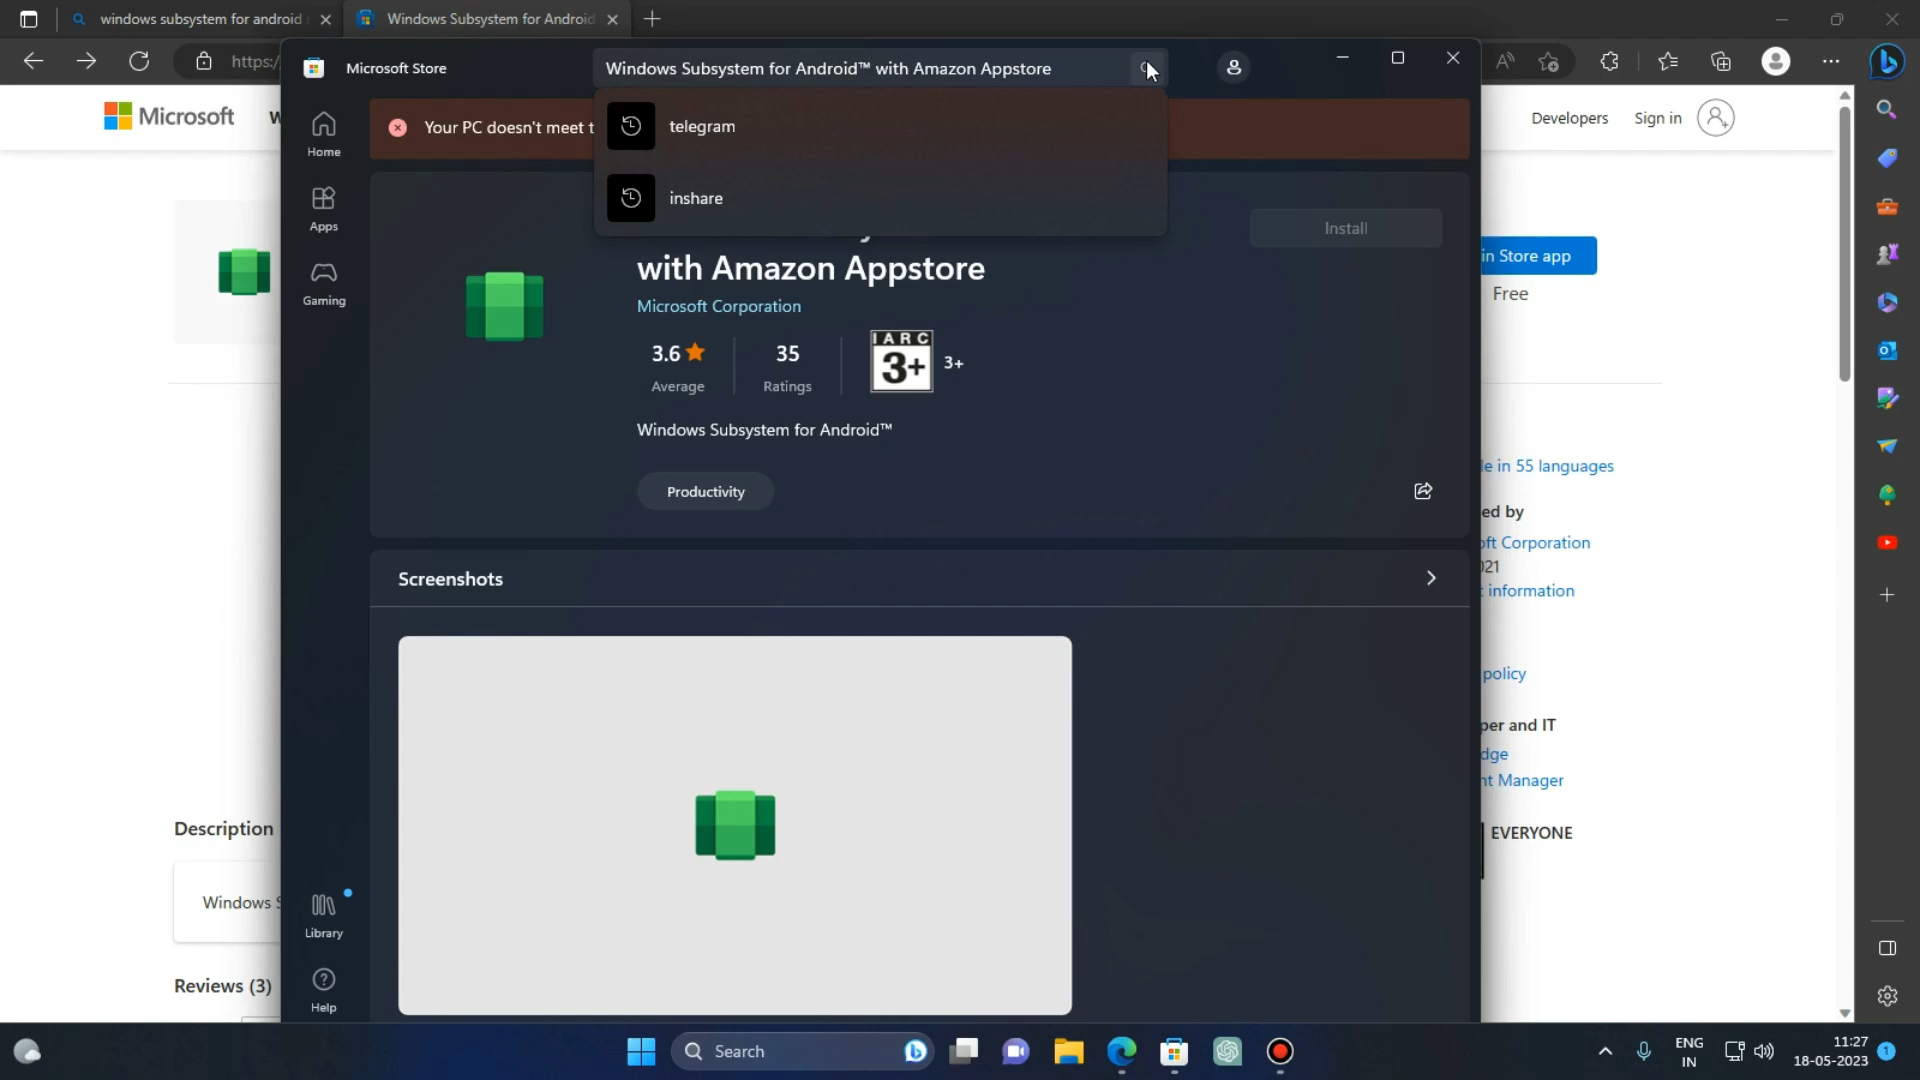 windows subsystem for android
Windows Subsystem for Android
https:/
Microsoft Store
Windows Subsystem for Android™ with Amazon Appstore
Microsoft
Developers
Sign in
Home
Your PC doesn't meet t
telegram
inshare
Apps
Install
with Amazon Appstore
in Store app
Microsoft Corporation
Free
Gaming
3.6
35
IARC
3+
3+
Average
Ratings
Windows Subsystem for Android™
le in 55 languages
Productivity
ed by
oft Corporation
021
information
Screenshots
policy
per and IT
dge
nt Manager
Description
EVERYONE
Windows S
Library
Reviews (3)
Help
Search
ENG
IN
11:27
18-05-2023
1